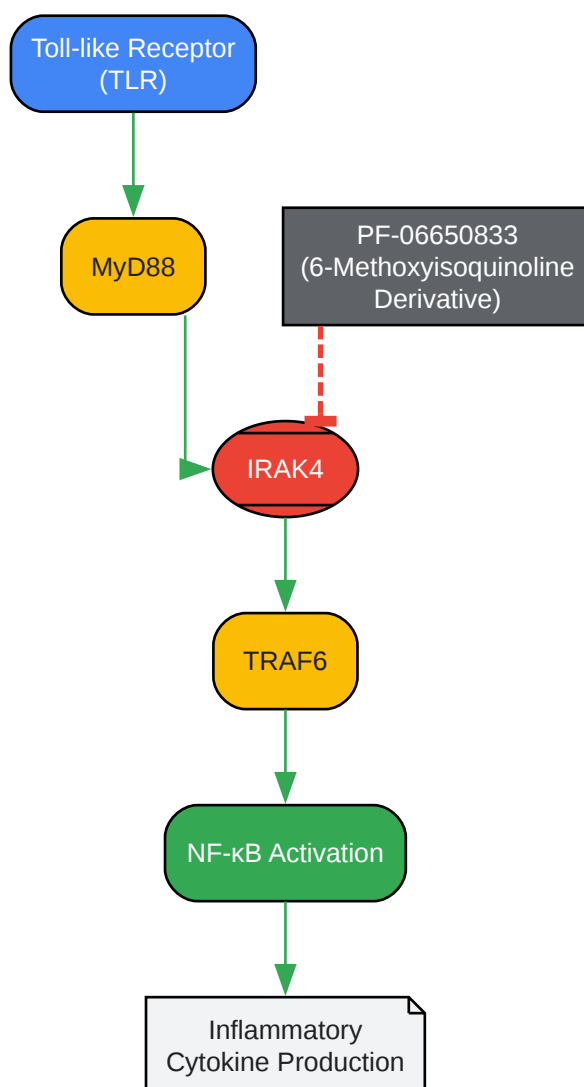 Toll-like Receptor
(TLR)
MyD88
PF-06650833
(6-Methoxyisoquinoline
Derivative)
IRAK4
TRAF6
NF-κB Activation
Inflammatory
Cytokine Production